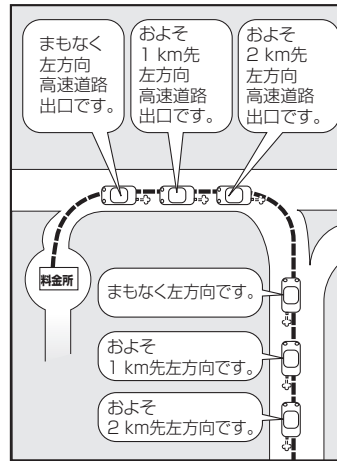 まもなく
左方向
高速道路
出口です。
およそ
1 km先
左方向
高速道路
出口です。
およそ
2 km先
左方向
高速道路
出口です。
料金所
まもなく左方向です。
およそ
1 km先左方向です。
およそ
2 km先左方向です。